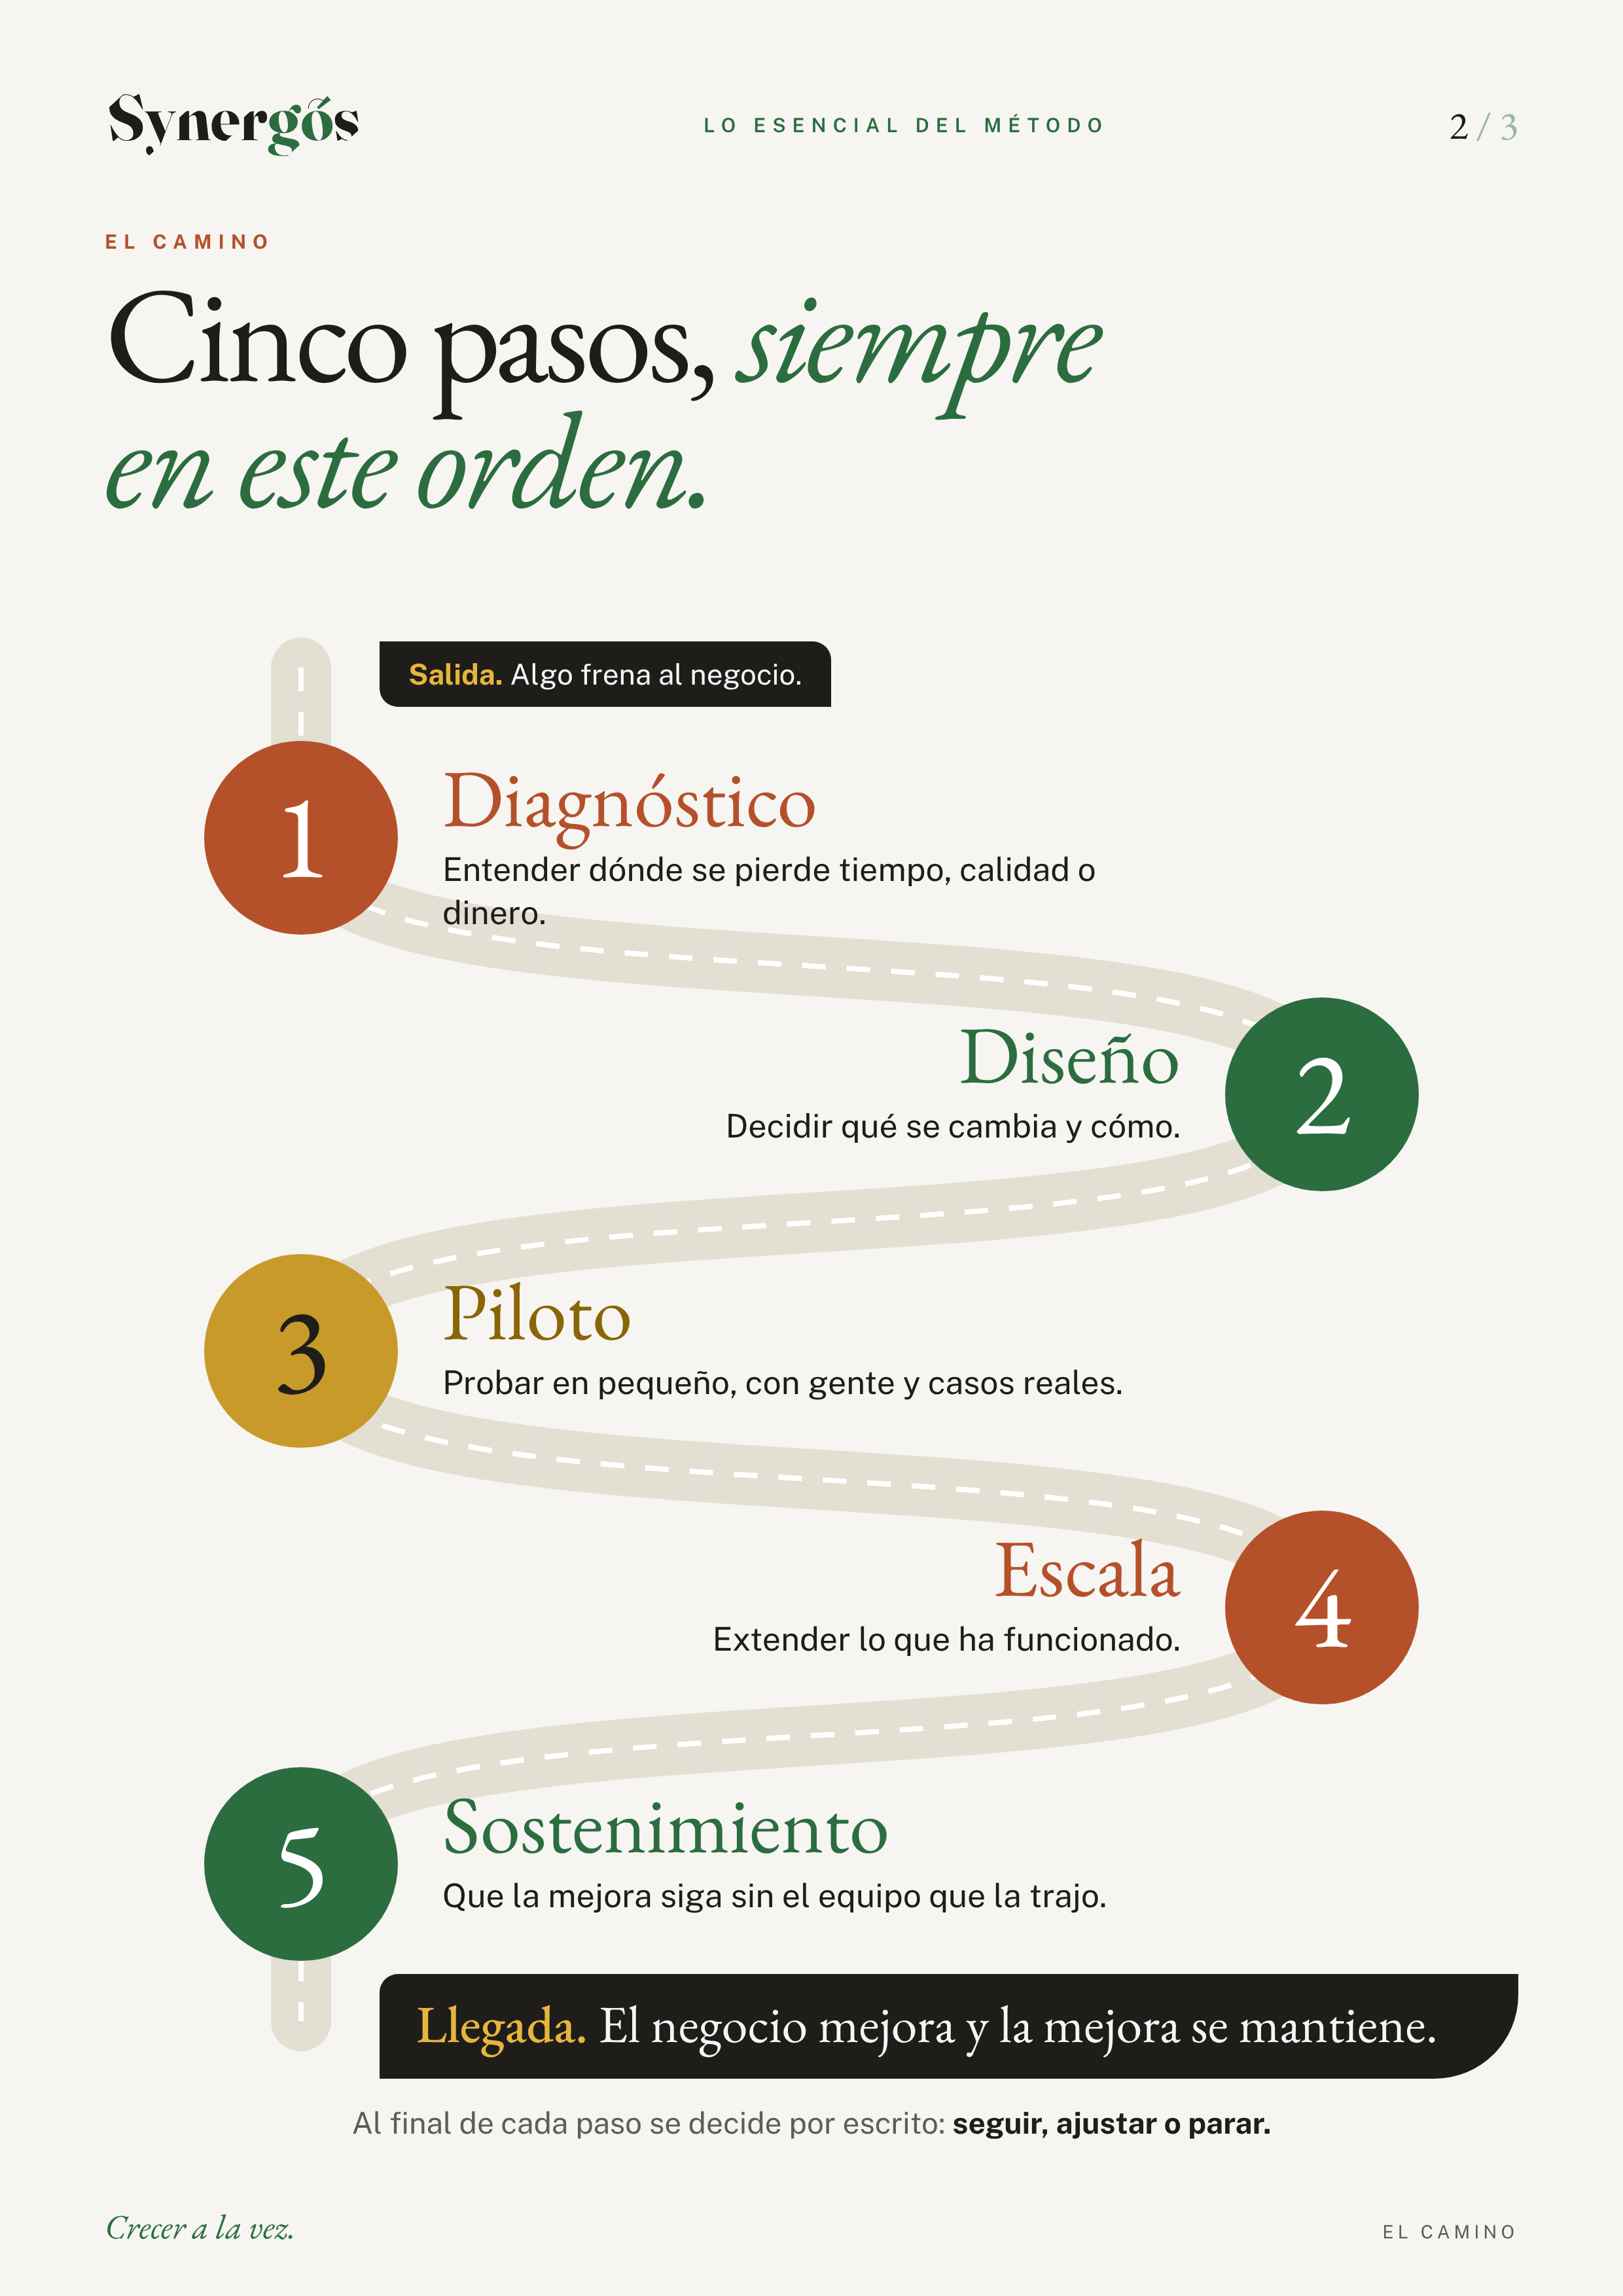 Synergós
LO ESENCIAL DEL MÉTODO
2 / 3
EL CAMINO
Cinco pasos, siempre
en este orden.
Salida. Algo frena al negocio.
1
Diagnóstico
Entender dónde se pierde tiempo, calidad o
dinero.
2
Diseño
Decidir qué se cambia y cómo.
3
Piloto
Probar en pequeño, con gente y casos reales.
4
Escala
Extender lo que ha funcionado.
5
Sostenimiento
Que la mejora siga sin el equipo que la trajo.
Llegada. El negocio mejora y la mejora se mantiene.
Al final de cada paso se decide por escrito: seguir, ajustar o parar.
Crecer a la vez.
EL CAMINO